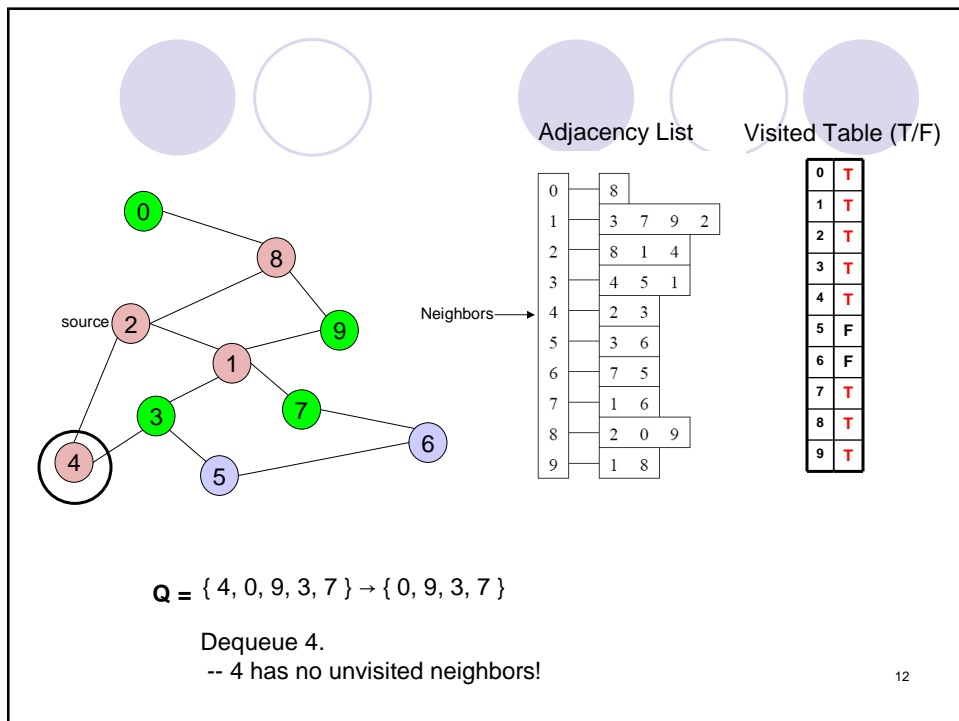 Adjacency List
Visited Table (T/F)
0
8
2
source
9
1
3
7
6
4
5
Neighbors
0 8
1 3 7 9 2
2 8 1 4
3 4 5 1
4 2 3
5 3 6
6 7 5
7 1 6
8 2 0 9
9 1 8
0 T
1 T
2 T
3 T
4 T
5 F
6 F
7 T
8 T
9 T
Q = { 4, 0, 9, 3, 7 } → { 0, 9, 3, 7 }
Dequeue 4.
-- 4 has no unvisited neighbors!
12